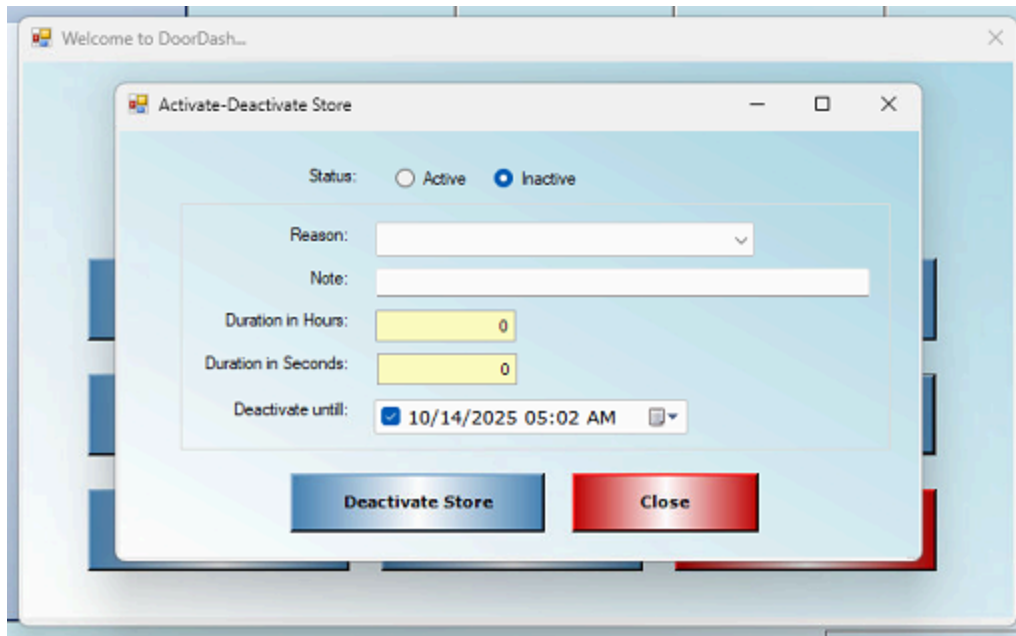 Welcome to DoorDash...
Activate-Deactivate Store
Status: Active Inactive
Reason:
Note:
Duration in Hours: 0
Duration in Seconds: 0
Deactivate untill: 10/14/2025 05:02 AM
Deactivate Store Close